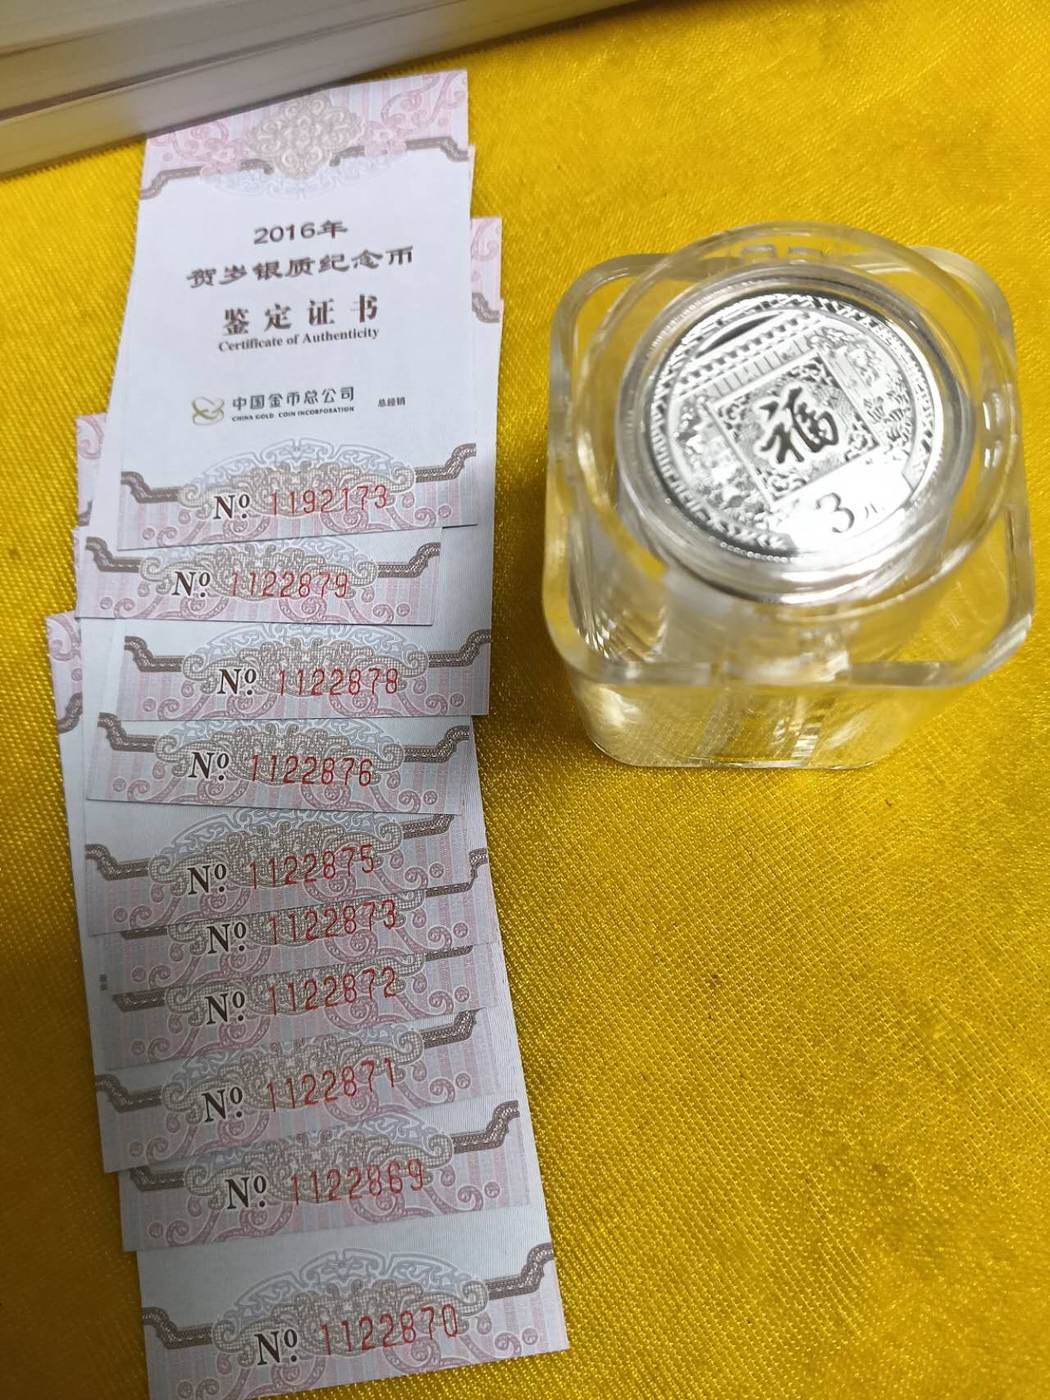 2016年
贺岁银质纪念币
鉴定证书
Certificate of Authenticity
中国金币总公司 总经销
CHINA GOLD COIN INCORPORATION
Nº 1192173
Nº 1122879
Nº 1122878
Nº 1122876
Nº 1122875
Nº 1122873
Nº 1122872
Nº 1122871
Nº 1122869
Nº 1122870
福
3元